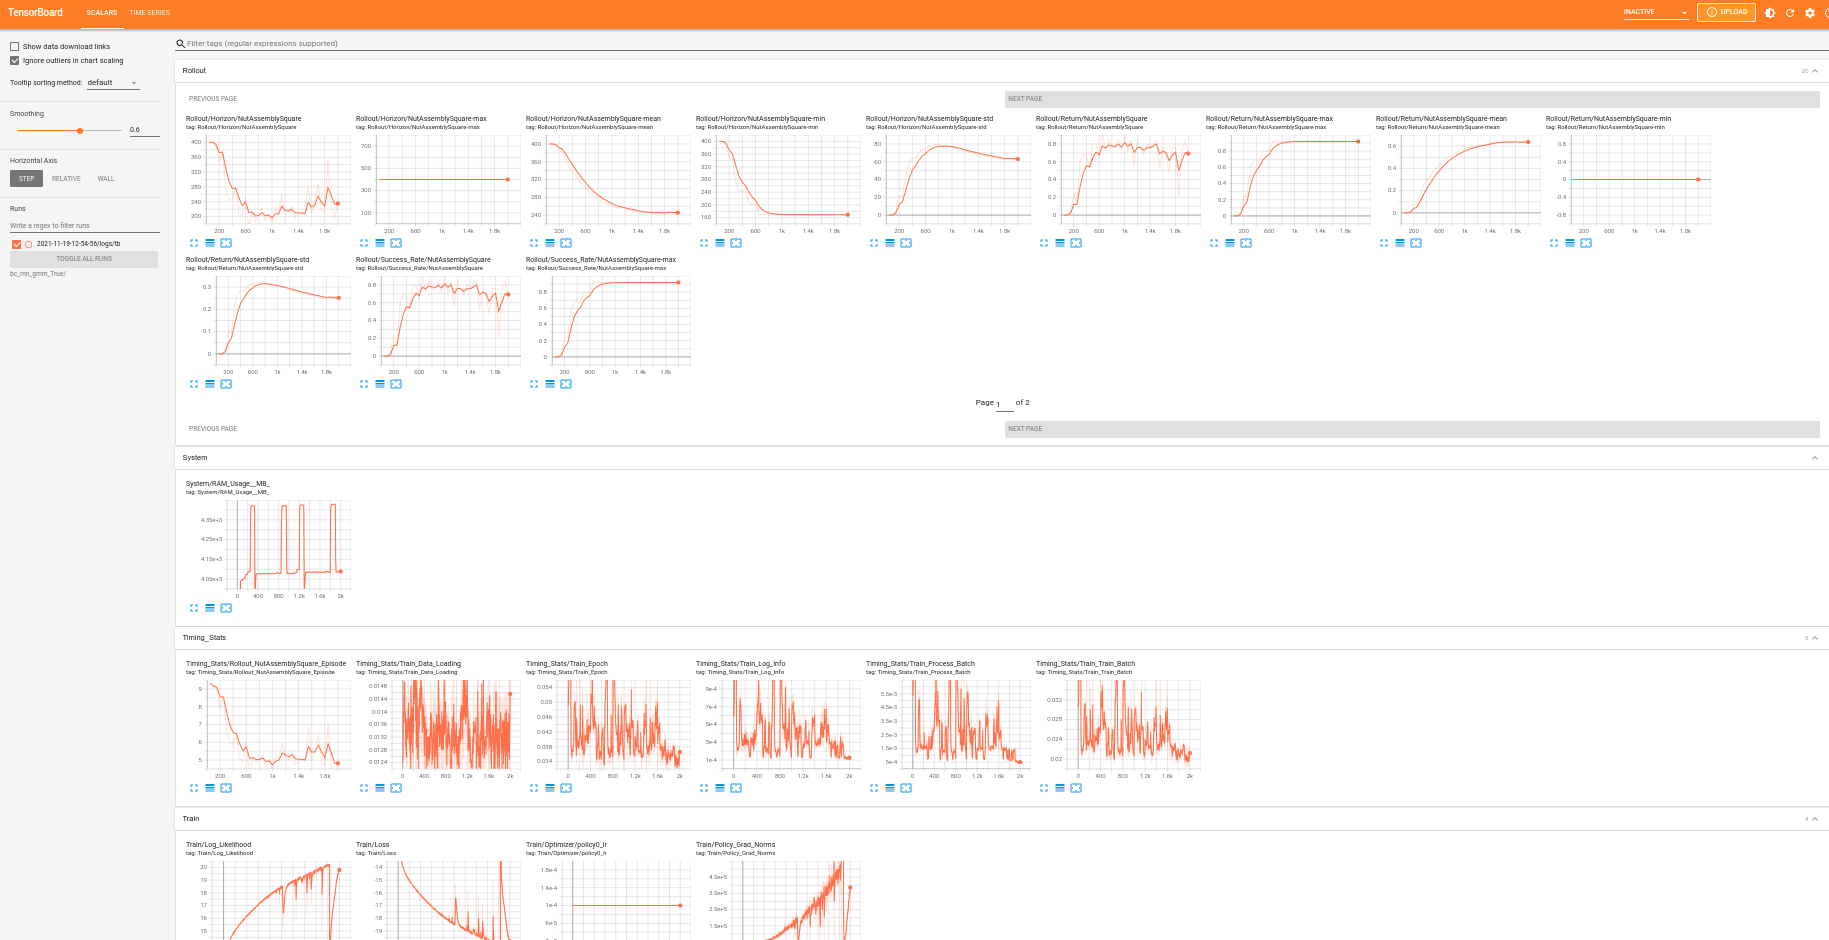 TensorBoard
SCALARS
TIME SERIES
INACTIVE
UPLOAD
Show data download links
Ignore outliers in chart scaling
Tooltip sorting method: default
Smoothing
0.6
Horizontal Axis
STEP
RELATIVE
WALL
Runs
Write a regex to filter runs
2021-11-19-12-54-56/logs/tb
TOGGLE ALL RUNS
bc_rnn_gmm_True/
Filter tags (regular expressions supported)
Rollout
20
PREVIOUS PAGE
NEXT PAGE
Rollout/Horizon/NutAssemblySquare
tag: Rollout/Horizon/NutAssemblySquare
400
360
320
280
240
200
200 600 1k 1.4k 1.8k
Rollout/Horizon/NutAssemblySquare-max
tag: Rollout/Horizon/NutAssemblySquare-max
700
500
300
100
200 600 1k 1.4k 1.8k
Rollout/Horizon/NutAssemblySquare-mean
tag: Rollout/Horizon/NutAssemblySquare-mean
400
360
320
280
240
200 600 1k 1.4k 1.8k
Rollout/Horizon/NutAssemblySquare-min
tag: Rollout/Horizon/NutAssemblySquare-min
400
360
320
280
240
200
160
200 600 1k 1.4k 1.8k
Rollout/Horizon/NutAssemblySquare-std
tag: Rollout/Horizon/NutAssemblySquare-std
80
60
40
20
0
200 600 1k 1.4k 1.8k
Rollout/Return/NutAssemblySquare
tag: Rollout/Return/NutAssemblySquare
0.8
0.6
0.4
0.2
0
200 600 1k 1.4k 1.8k
Rollout/Return/NutAssemblySquare-max
tag: Rollout/Return/NutAssemblySquare-max
0.8
0.6
0.4
0.2
0
200 600 1k 1.4k 1.8k
Rollout/Return/NutAssemblySquare-mean
tag: Rollout/Return/NutAssemblySquare-mean
0.6
0.4
0.2
0
200 600 1k 1.4k 1.8k
Rollout/Return/NutAssemblySquare-min
tag: Rollout/Return/NutAssemblySquare-min
0.8
0.4
0
-0.4
-0.8
200 600 1k 1.4k 1.8k
Rollout/Return/NutAssemblySquare-std
tag: Rollout/Return/NutAssemblySquare-std
0.3
0.2
0.1
0
200 600 1k 1.4k 1.8k
Rollout/Success_Rate/NutAssemblySquare
tag: Rollout/Success_Rate/NutAssemblySquare
0.8
0.6
0.4
0.2
0
200 600 1k 1.4k 1.8k
Rollout/Success_Rate/NutAssemblySquare-max
tag: Rollout/Success_Rate/NutAssemblySquare-max
0.8
0.6
0.4
0.2
0
200 600 1k 1.4k 1.8k
Page 1 of 2
PREVIOUS PAGE
NEXT PAGE
System
System/RAM_Usage__MB_
tag: System/RAM_Usage__MB_
4.35e+3
4.25e+3
4.15e+3
4.05e+3
0 400 800 1.2k 1.6k 2k
Timing_Stats
6
Timing_Stats/Rollout_NutAssemblySquare_Episode
tag: Timing_Stats/Rollout_NutAssemblySquare_Episode
9
8
7
6
5
200 600 1k 1.4k 1.8k
Timing_Stats/Train_Data_Loading
tag: Timing_Stats/Train_Data_Loading
0.0148
0.0144
0.014
0.0136
0.0132
0.0128
0.0124
0 400 800 1.2k 1.6k 2k
Timing_Stats/Train_Epoch
tag: Timing_Stats/Train_Epoch
0.054
0.05
0.046
0.042
0.038
0.034
0 400 800 1.2k 1.6k 2k
Timing_Stats/Train_Log_Info
tag: Timing_Stats/Train_Log_Info
9e-4
7e-4
5e-4
3e-4
1e-4
0 400 800 1.2k 1.6k 2k
Timing_Stats/Train_Process_Batch
tag: Timing_Stats/Train_Process_Batch
5.5e-3
4.5e-3
3.5e-3
2.5e-3
1.5e-3
5e-4
0 400 800 1.2k 1.6k 2k
Timing_Stats/Train_Train_Batch
tag: Timing_Stats/Train_Train_Batch
0.032
0.028
0.024
0.02
0 400 800 1.2k 1.6k 2k
Train
4
Train/Log_Likelihood
tag: Train/Log_Likelihood
20
19
18
17
16
15
Train/Loss
tag: Train/Loss
-14
-15
-16
-17
-18
-19
Train/Optimizer/policy0_lr
tag: Train/Optimizer/policy0_lr
1.8e-4
1.4e-4
1e-4
6e-5
Train/Policy_Grad_Norms
tag: Train/Policy_Grad_Norms
4.5e+5
3.5e+5
2.5e+5
1.5e+5